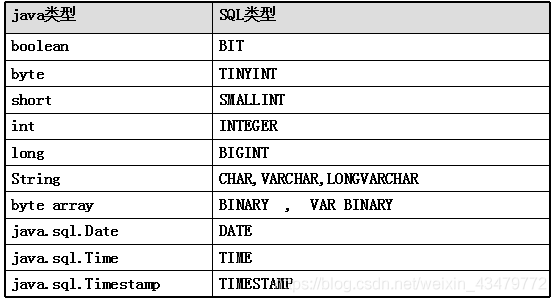 java类型 SQL类型
boolean BIT
byte TINYINT
short SMALLINT
int INTEGER
long BIGINT
String CHAR,VARCHAR,LONGVARCHAR
byte array BINARY , VAR BINARY
java.sql.Date DATE
java.sql.Time TIME
java.sql.Timestamp TIMESTAMP
https://blog.csdn.net/weixin_43479772